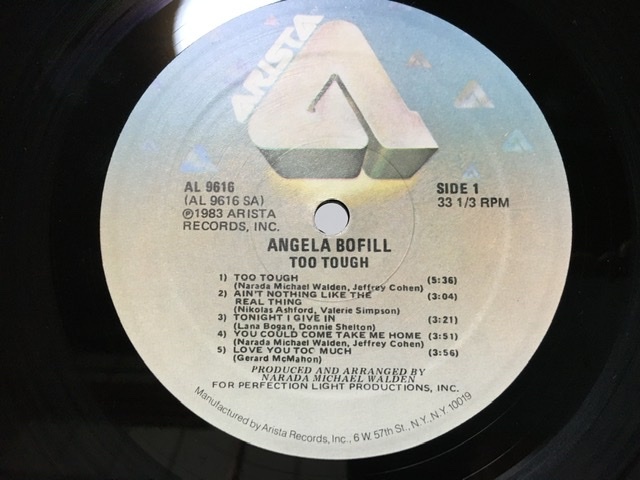 ARISTA
AL 9616
(AL 9616 SA)
℗1983 ARISTA
RECORDS, INC.
SIDE 1
33 1/3 RPM
ANGELA BOFILL
TOO TOUGH
1) TOO TOUGH (5:36)
(Narada Michael Walden, Jeffrey Cohen)
2) AIN'T NOTHING LIKE THE (3:04)
REAL THING
(Nikolas Ashford, Valerie Simpson)
3) TONIGHT I GIVE IN (3:21)
(Lana Bogan, Donnie Shelton)
4) YOU COULD COME TAKE ME HOME (3:51)
(Narada Michael Walden, Jeffrey Cohen)
5) LOVE YOU TOO MUCH (3:56)
(Gerard McMahon)
PRODUCED AND ARRANGED BY
NARADA MICHAEL WALDEN
FOR PERFECTION LIGHT PRODUCTIONS, INC.
Manufactured by Arista Records, Inc., 6 W. 57th St., N.Y., N.Y. 10019